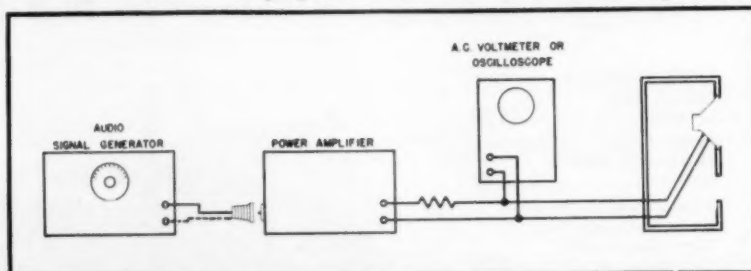 AUDIO
SIGNAL GENERATOR
POWER AMPLIFIER
A.C. VOLTMETER OR
OSCILLOSCOPE